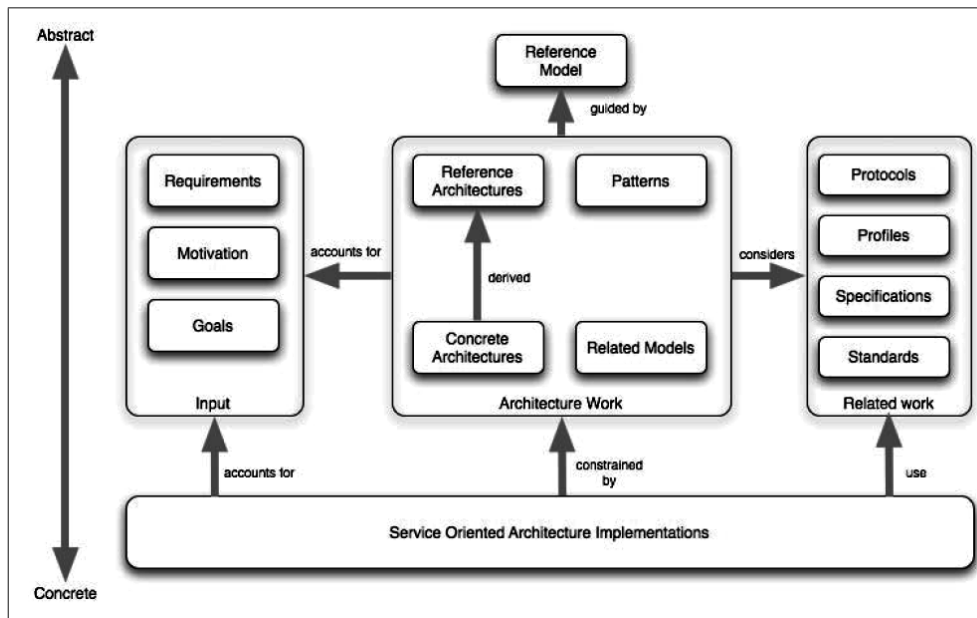 Abstract
Reference
Model
guided by
Requirements
Motivation
Goals
Input
accounts for
Reference
Architectures
Patterns
derived
Concrete
Architectures
Related Models
Architecture Work
considers
Protocols
Profiles
Specifications
Standards
Related work
accounts for
constrained
by
use
Service Oriented Architecture Implementations
Concrete